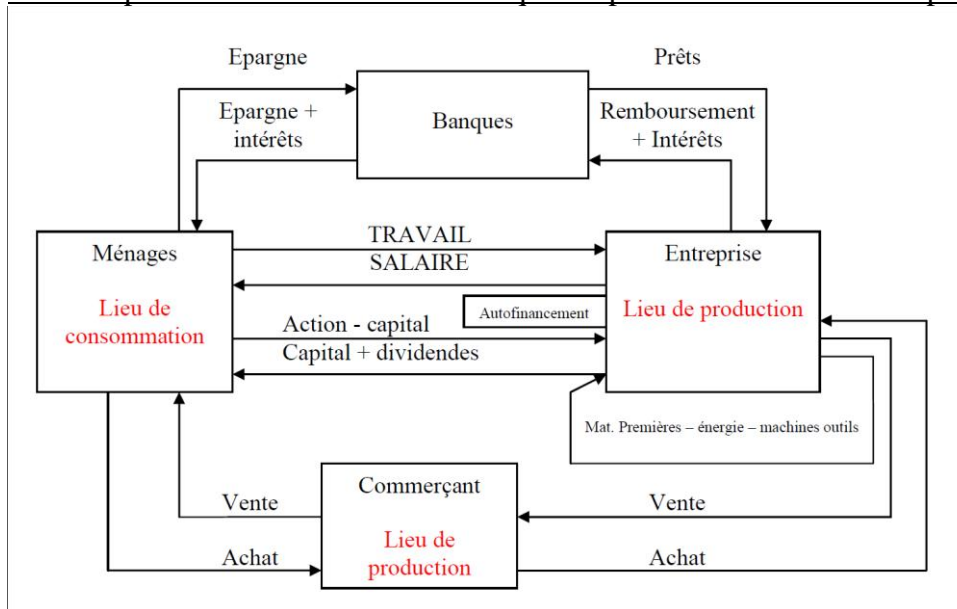 Epargne
Prêts
Epargne +
intérêts
Banques
Remboursement
+ Intérêts
Ménages
Lieu de
consommation
TRAVAIL
SALAIRE
Entreprise
Lieu de production
Autofinancement
Action - capital
Capital + dividendes
Mat. Premières – énergie – machines outils
Commerçant
Lieu de
production
Vente
Vente
Achat
Achat